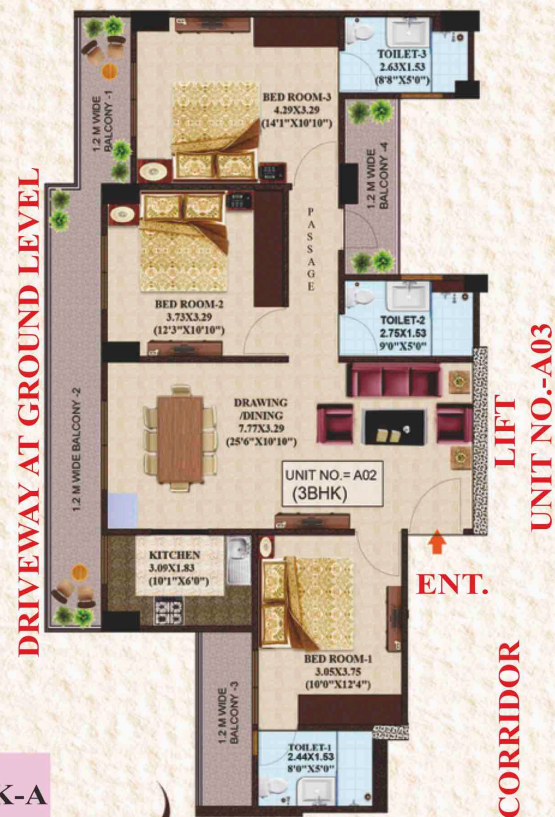 TOILET-3
2.63X1.53
(8'8"X5'0")
1.2 M WIDE
BALCONY -1
BED ROOM-3
4.29X3.29
(14'1"X10'10")
1.2 M WIDE
BALCONY -4
PASSAGE
BED ROOM-2
3.73X3.29
(12'3"X10'10")
TOILET-2
2.75X1.53
9'0"X5'0"
DRIVEWAY AT GROUND LEVEL
1.2 M WIDE BALCONY -2
DRAWING
/DINING
7.77X3.29
(25'6"X10'10")
LIFT
UNIT NO.-A03
UNIT NO.= A02
(3BHK)
KITCHEN
3.09X1.83
(10'1"X6'0")
ENT.
BED ROOM-1
3.05X3.75
(10'0"X12'4")
1.2 M WIDE
BALCONY -3
CORRIDOR
TOILET-1
2.44X1.53
8'0"X5'0"
K-A